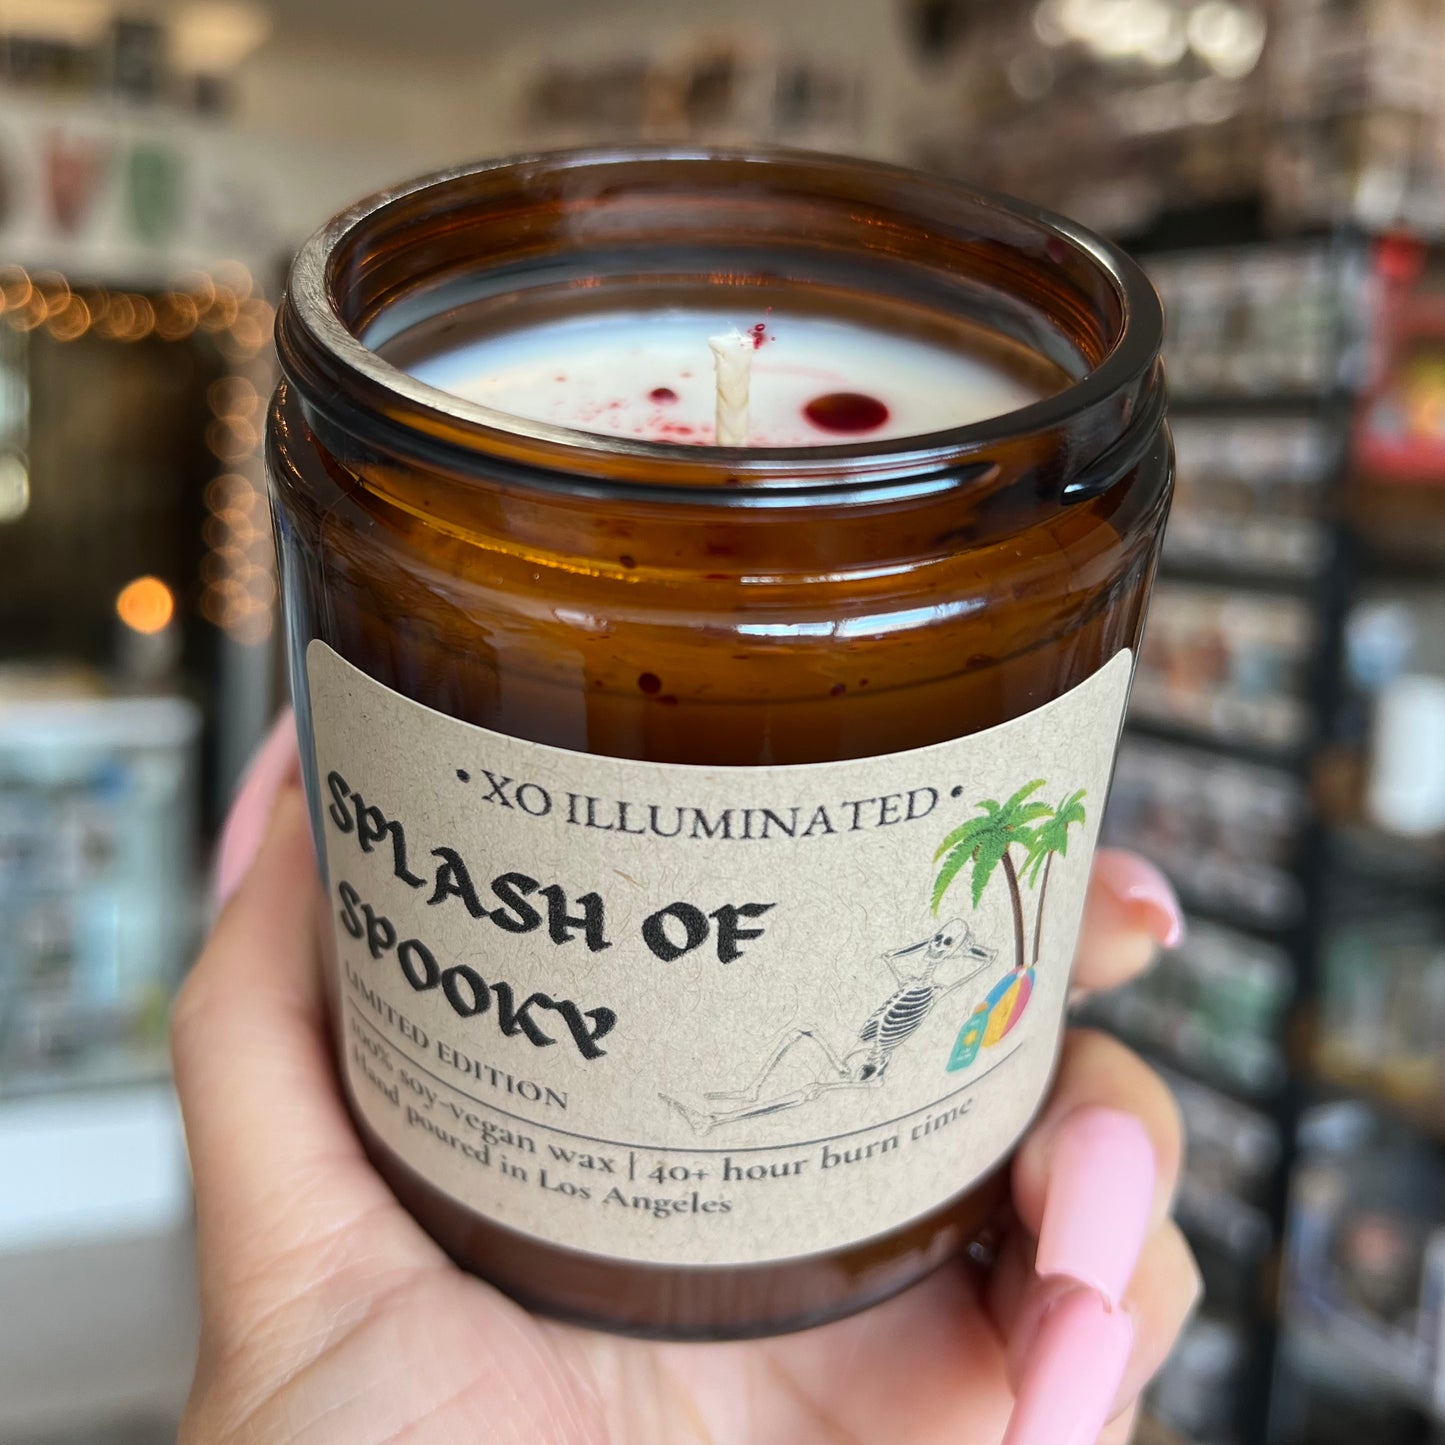 • XO ILLUMINATED •
SPLASH OF
SPOOKY
LIMITED EDITION
100% soy-vegan wax | 40+ hour burn time
Hand poured in Los Angeles